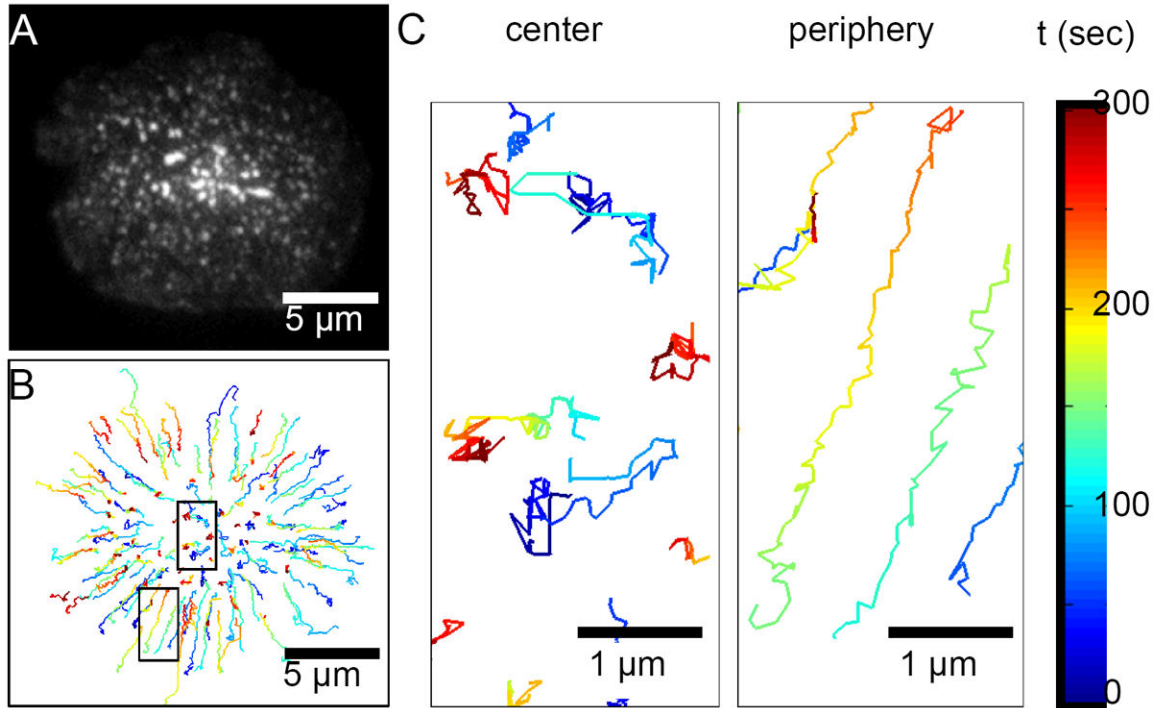 A
5 µm
B
5 µm
C
center
periphery
t (sec)
1 µm
1 µm
300
200
100
0